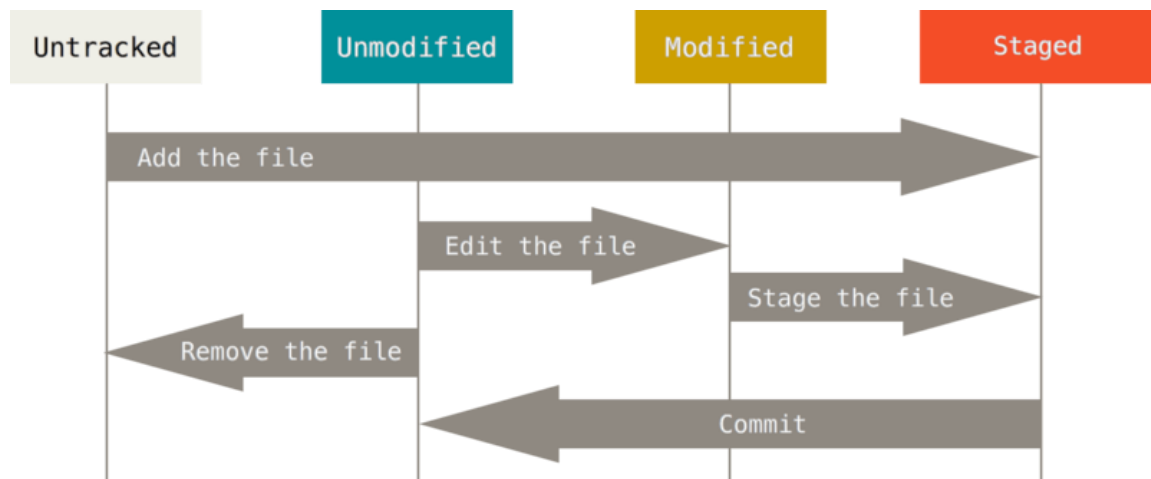 Untracked
Unmodified
Modified
Staged
Add the file
Edit the file
Stage the file
Remove the file
Commit